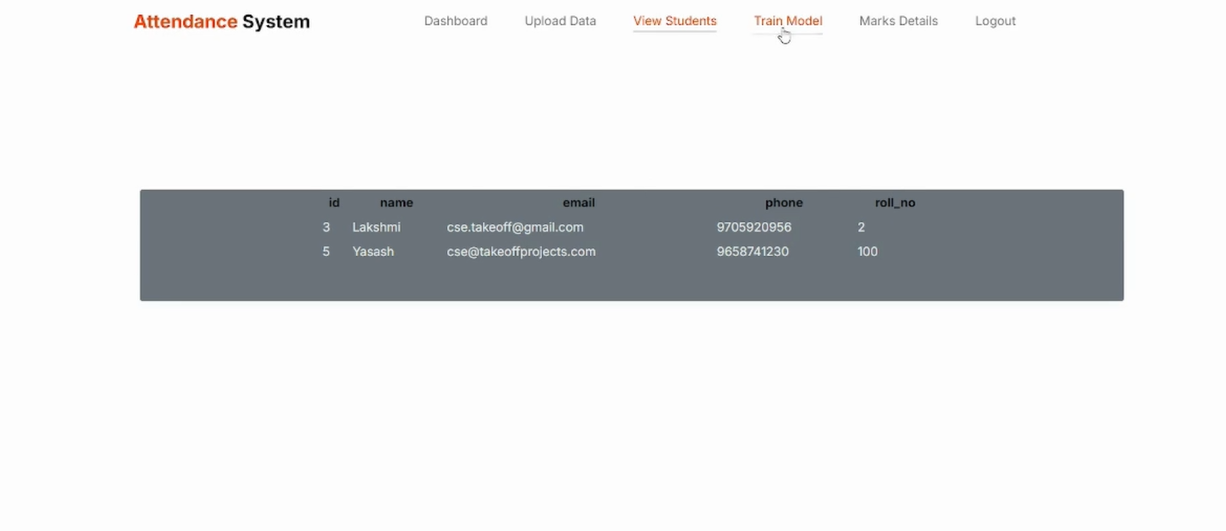 Attendance System Dashboard Upload Data View Students Train Model Marks Details Logout
id name email phone roll_no
3 Lakshmi cse.takeoff@gmail.com 9705920956 2
5 Yasash cse@takeoffprojects.com 9658741230 100